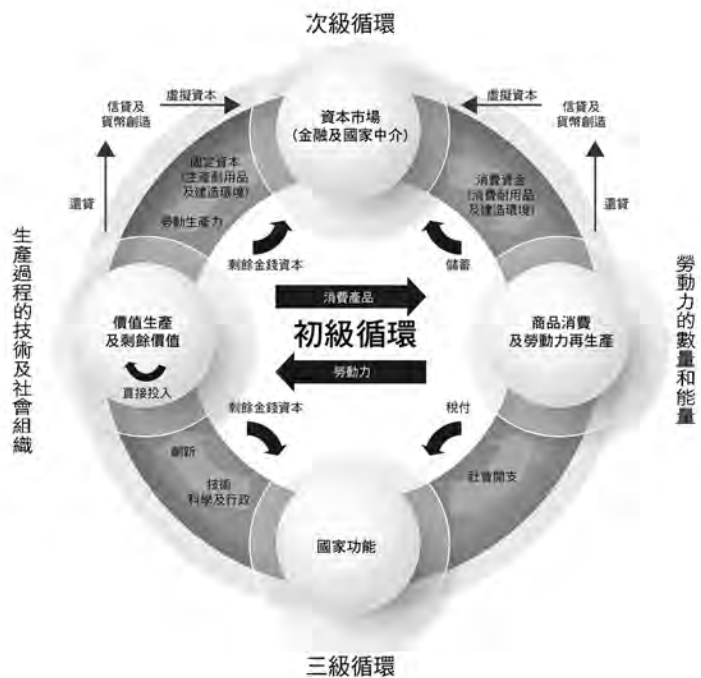 次級循環
虛擬資本
虛擬資本
信貸及
貨幣創造
信貸及
貨幣創造
資本市場
(金融及國家中介)
固定資本
(生產耐用品
及建造環境)
消費資金
(消費耐用品
及建造環境)
還貸
還貸
勞動生產力
剩餘金錢資本
儲蓄
生產過程的技術及社會組織
勞動力的數量和能量
消費產品
價值生產
及剩餘價值
初級循環
商品消費
及勞動力再生產
勞動力
直接投入
剩餘金錢資本
稅付
創新
技術
科學及行政
社會開支
國家功能
三級循環